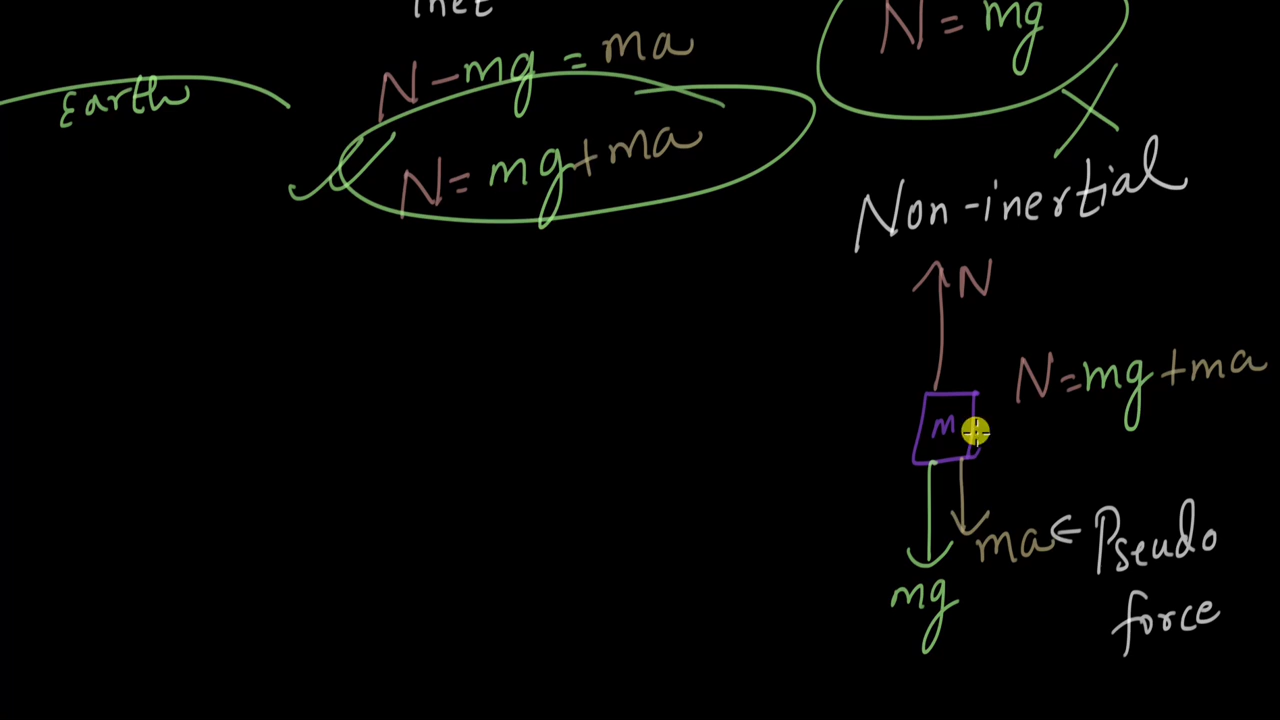 N = mg
N - mg = ma
Earth
N = mg + ma
Non-inertial
N
N = mg + ma
m
ma ← Pseudo
force
mg